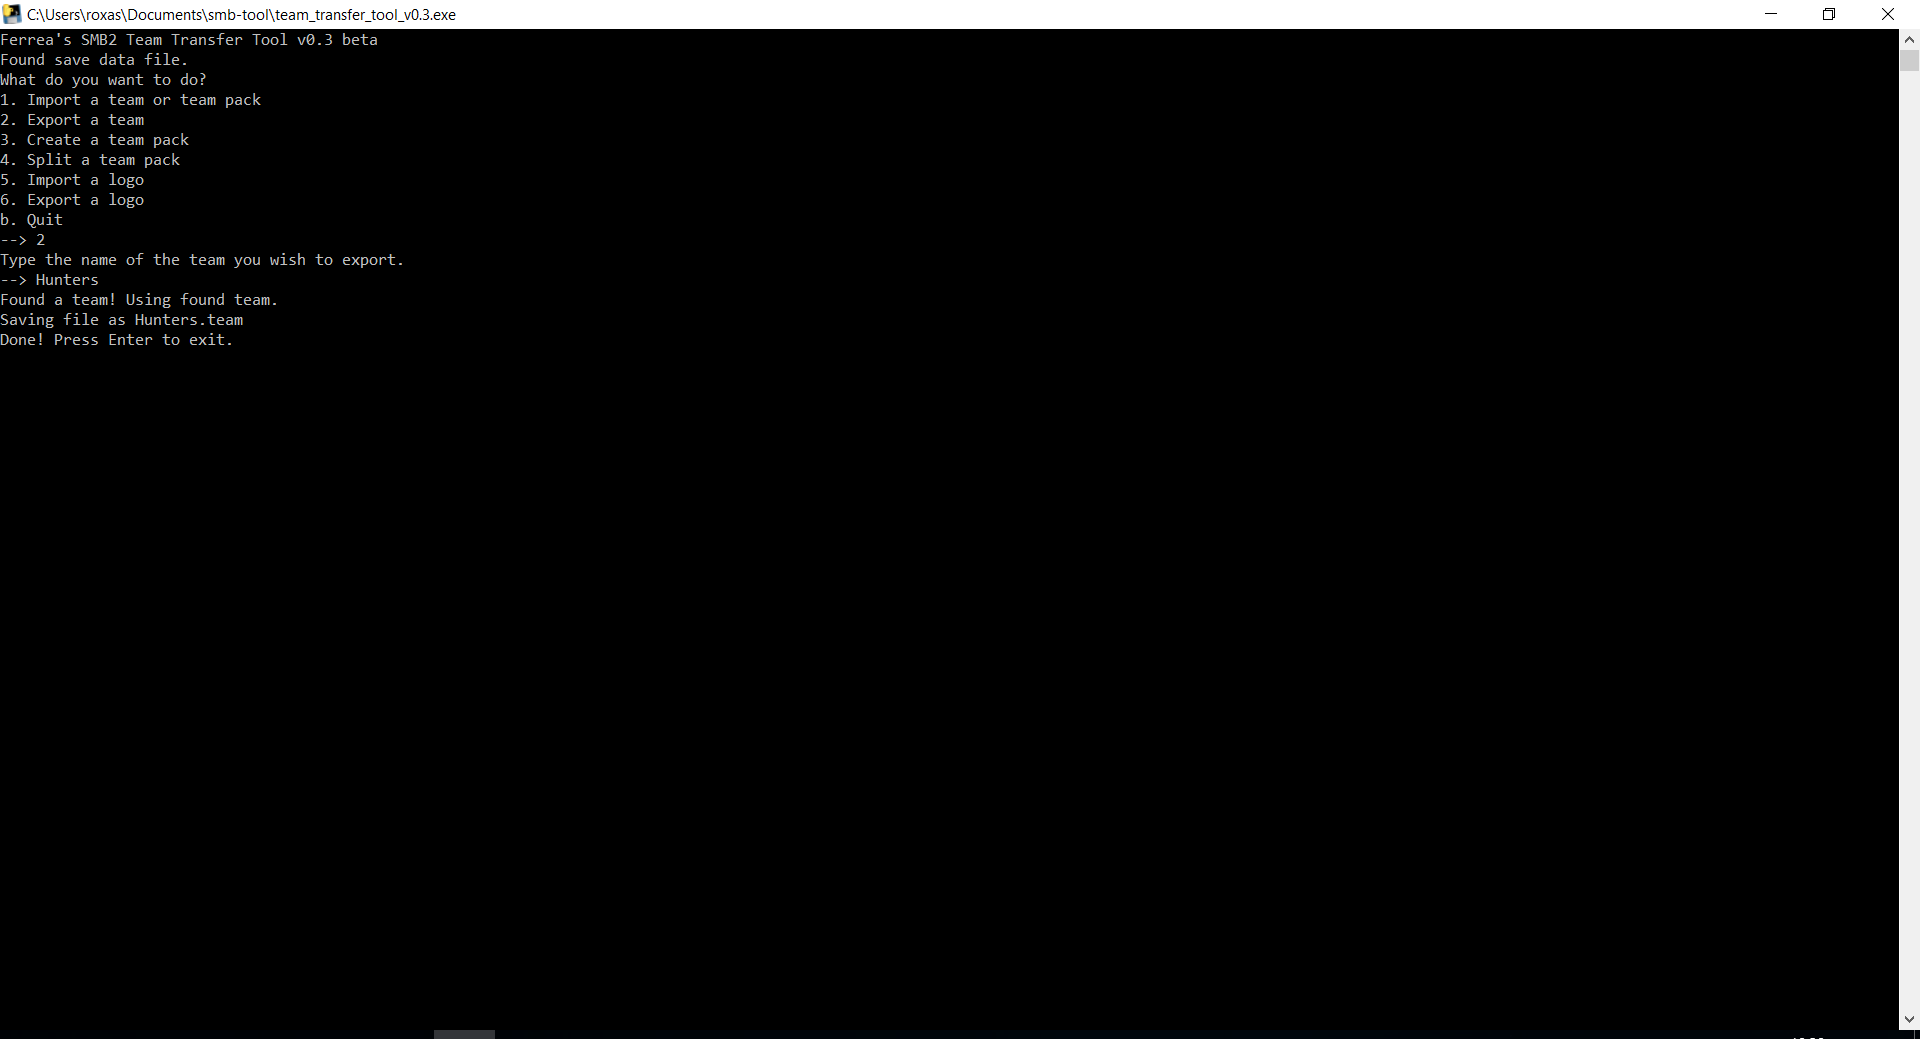 C:\Users\roxas\Documents\smb-tool\team_transfer_tool_v0.3.exe
Ferrea's SMB2 Team Transfer Tool v0.3 beta
Found save data file.
What do you want to do?
1. Import a team or team pack
2. Export a team
3. Create a team pack
4. Split a team pack
5. Import a logo
6. Export a logo
b. Quit
--> 2
Type the name of the team you wish to export.
--> Hunters
Found a team! Using found team.
Saving file as Hunters.team
Done! Press Enter to exit.